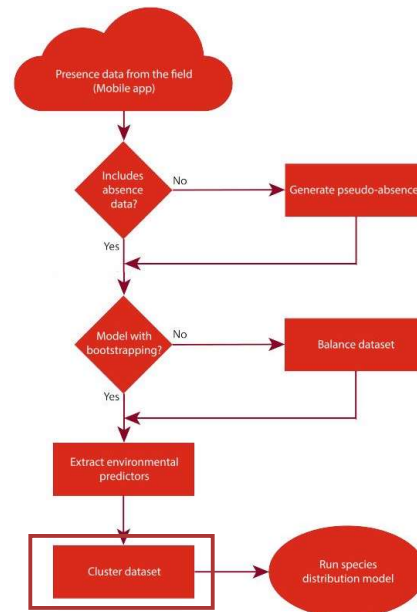 Presence data from the field
(Mobile app)
Includes
absence
data?
No
Generate pseudo-absence
Yes
Model with
bootstrapping?
No
Balance dataset
Yes
Extract environmental
predictors
Cluster dataset
Run species
distribution model